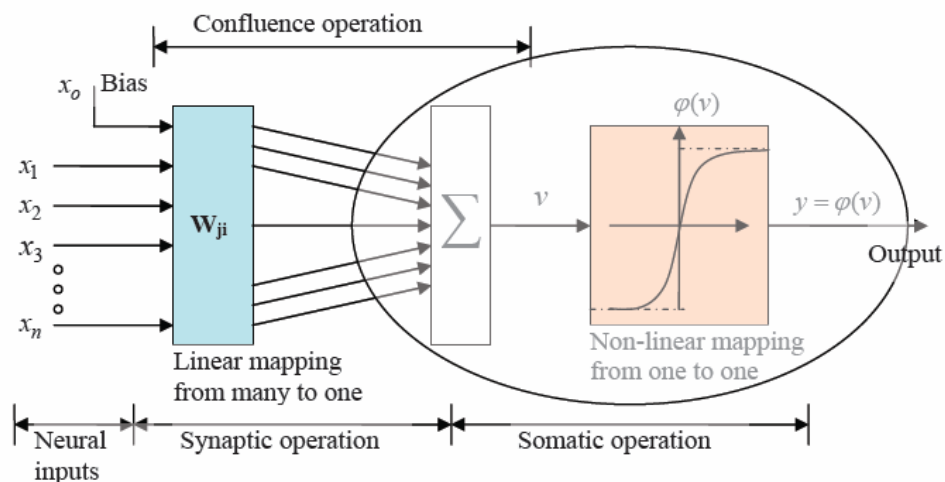 Confluence operation
x_o Bias
φ(v)
x_1
x_2
x_3
x_n
W_ji
∑
v
y = φ(v)
Output
Linear mapping
from many to one
Non-linear mapping
from one to one
Neural
inputs
Synaptic operation
Somatic operation